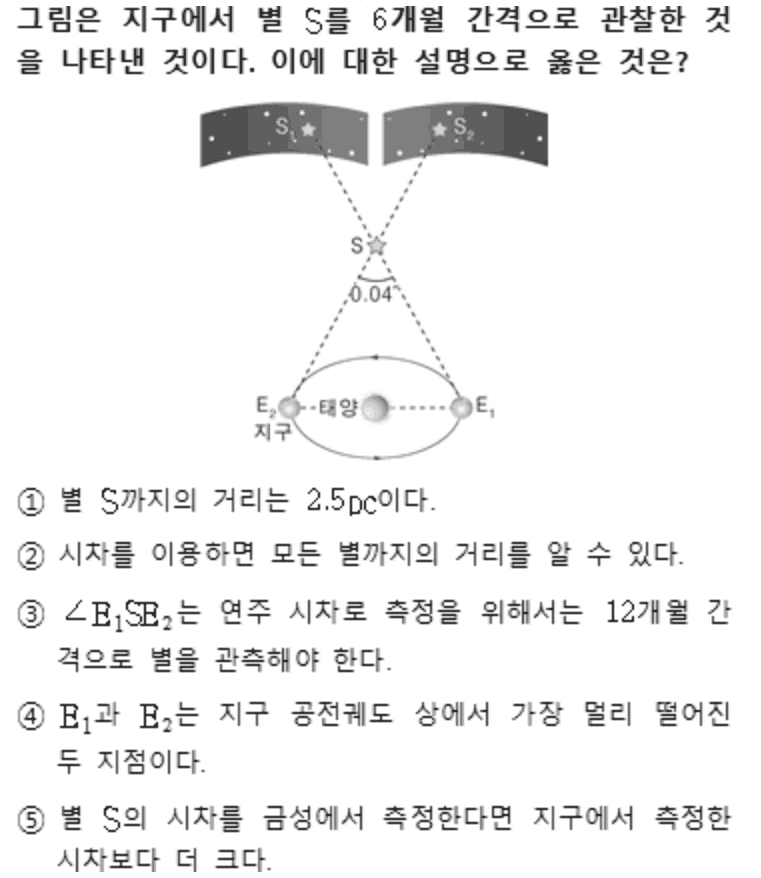 그림은 지구에서 별 S를 6개월 간격으로 관찰한 것
을 나타낸 것이다. 이에 대한 설명으로 옳은 것은?
S₁ S₂
S
0.04″
E₂ 태양 E₁
지구
① 별 S까지의 거리는 2.5pc이다.
② 시차를 이용하면 모든 별까지의 거리를 알 수 있다.
③ ∠E₁SE₂는 연주 시차로 측정을 위해서는 12개월 간
격으로 별을 관측해야 한다.
④ E₁과 E₂는 지구 공전궤도 상에서 가장 멀리 떨어진
두 지점이다.
⑤ 별 S의 시차를 금성에서 측정한다면 지구에서 측정한
시차보다 더 크다.